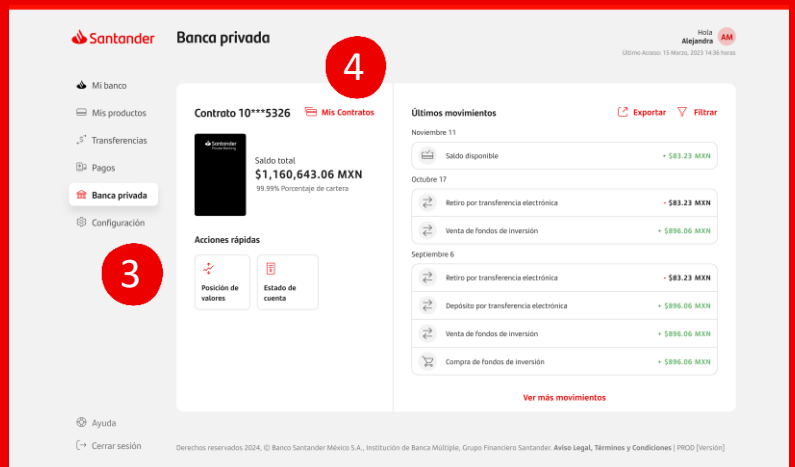 Santander
Banca privada
Hola
Alejandra
AM
Último Acceso: 13 Marzo, 2023 14:36 horas
4
Mi banco
Mis productos
Transferencias
Pagos
Banca privada
Configuración
3
Contrato 10***5326
Mis Contratos
Santander
Private Banking
Saldo total
$1,160,643.06 MXN
99.99% Porcentaje de cartera
Acciones rápidas
Posición de
valores
Estado de
cuenta
Últimos movimientos
Exportar
Filtrar
Noviembre 11
Saldo disponible + $83.23 MXN
Octubre 17
Retiro por transferencia electrónica - $83.23 MXN
Venta de fondos de inversión + $896.06 MXN
Septiembre 6
Retiro por transferencia electrónica - $83.23 MXN
Depósito por transferencia electrónica + $896.06 MXN
Venta de fondos de inversión + $896.06 MXN
Compra de fondos de inversión + $896.06 MXN
Ver más movimientos
Ayuda
Cerrar sesión
Derechos reservados 2024, © Banco Santander México S.A., Institución de Banca Múltiple, Grupo Financiero Santander. Aviso Legal, Términos y Condiciones | PROD [Versión]